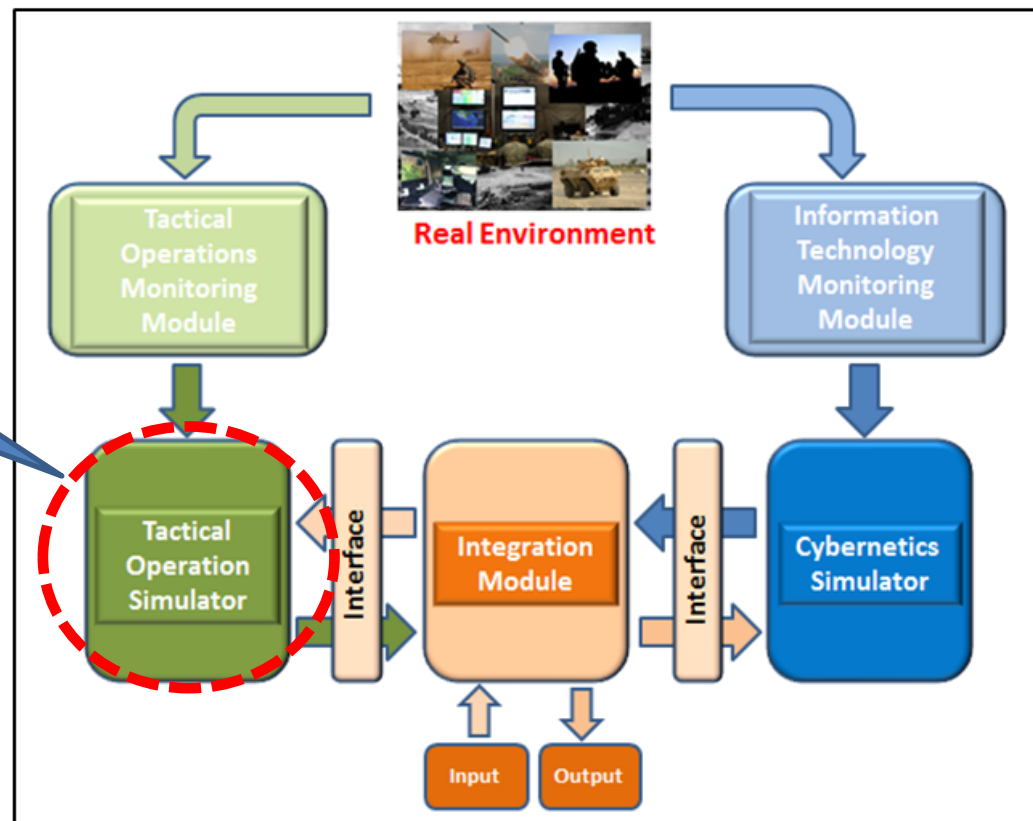 Real Environment
Tactical
Operations
Monitoring
Module
Information
Technology
Monitoring
Module
Tactical
Operation
Simulator
Interface
Integration
Module
Interface
Cybernetics
Simulator
Input
Output